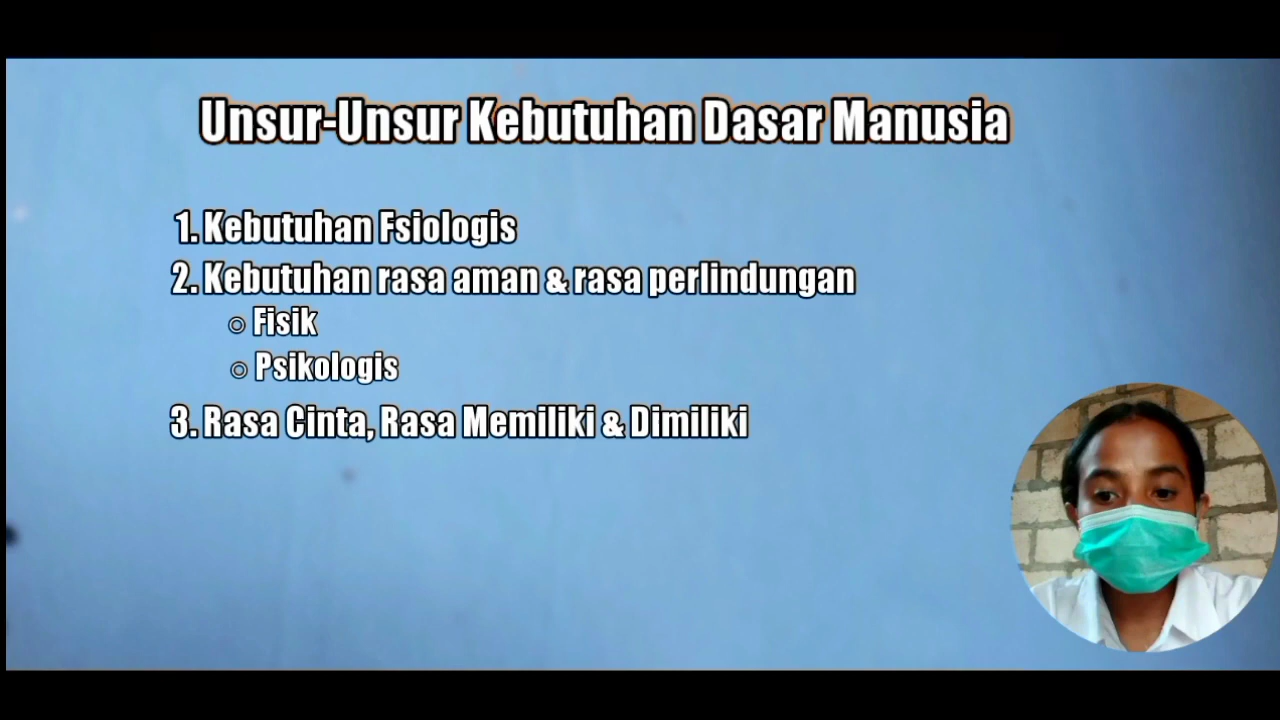 Unsur-Unsur Kebutuhan Dasar Manusia
1. Kebutuhan Fsiologis
2. Kebutuhan rasa aman & rasa perlindungan
○ Fisik
○ Psikologis
3. Rasa Cinta, Rasa Memiliki & Dimiliki